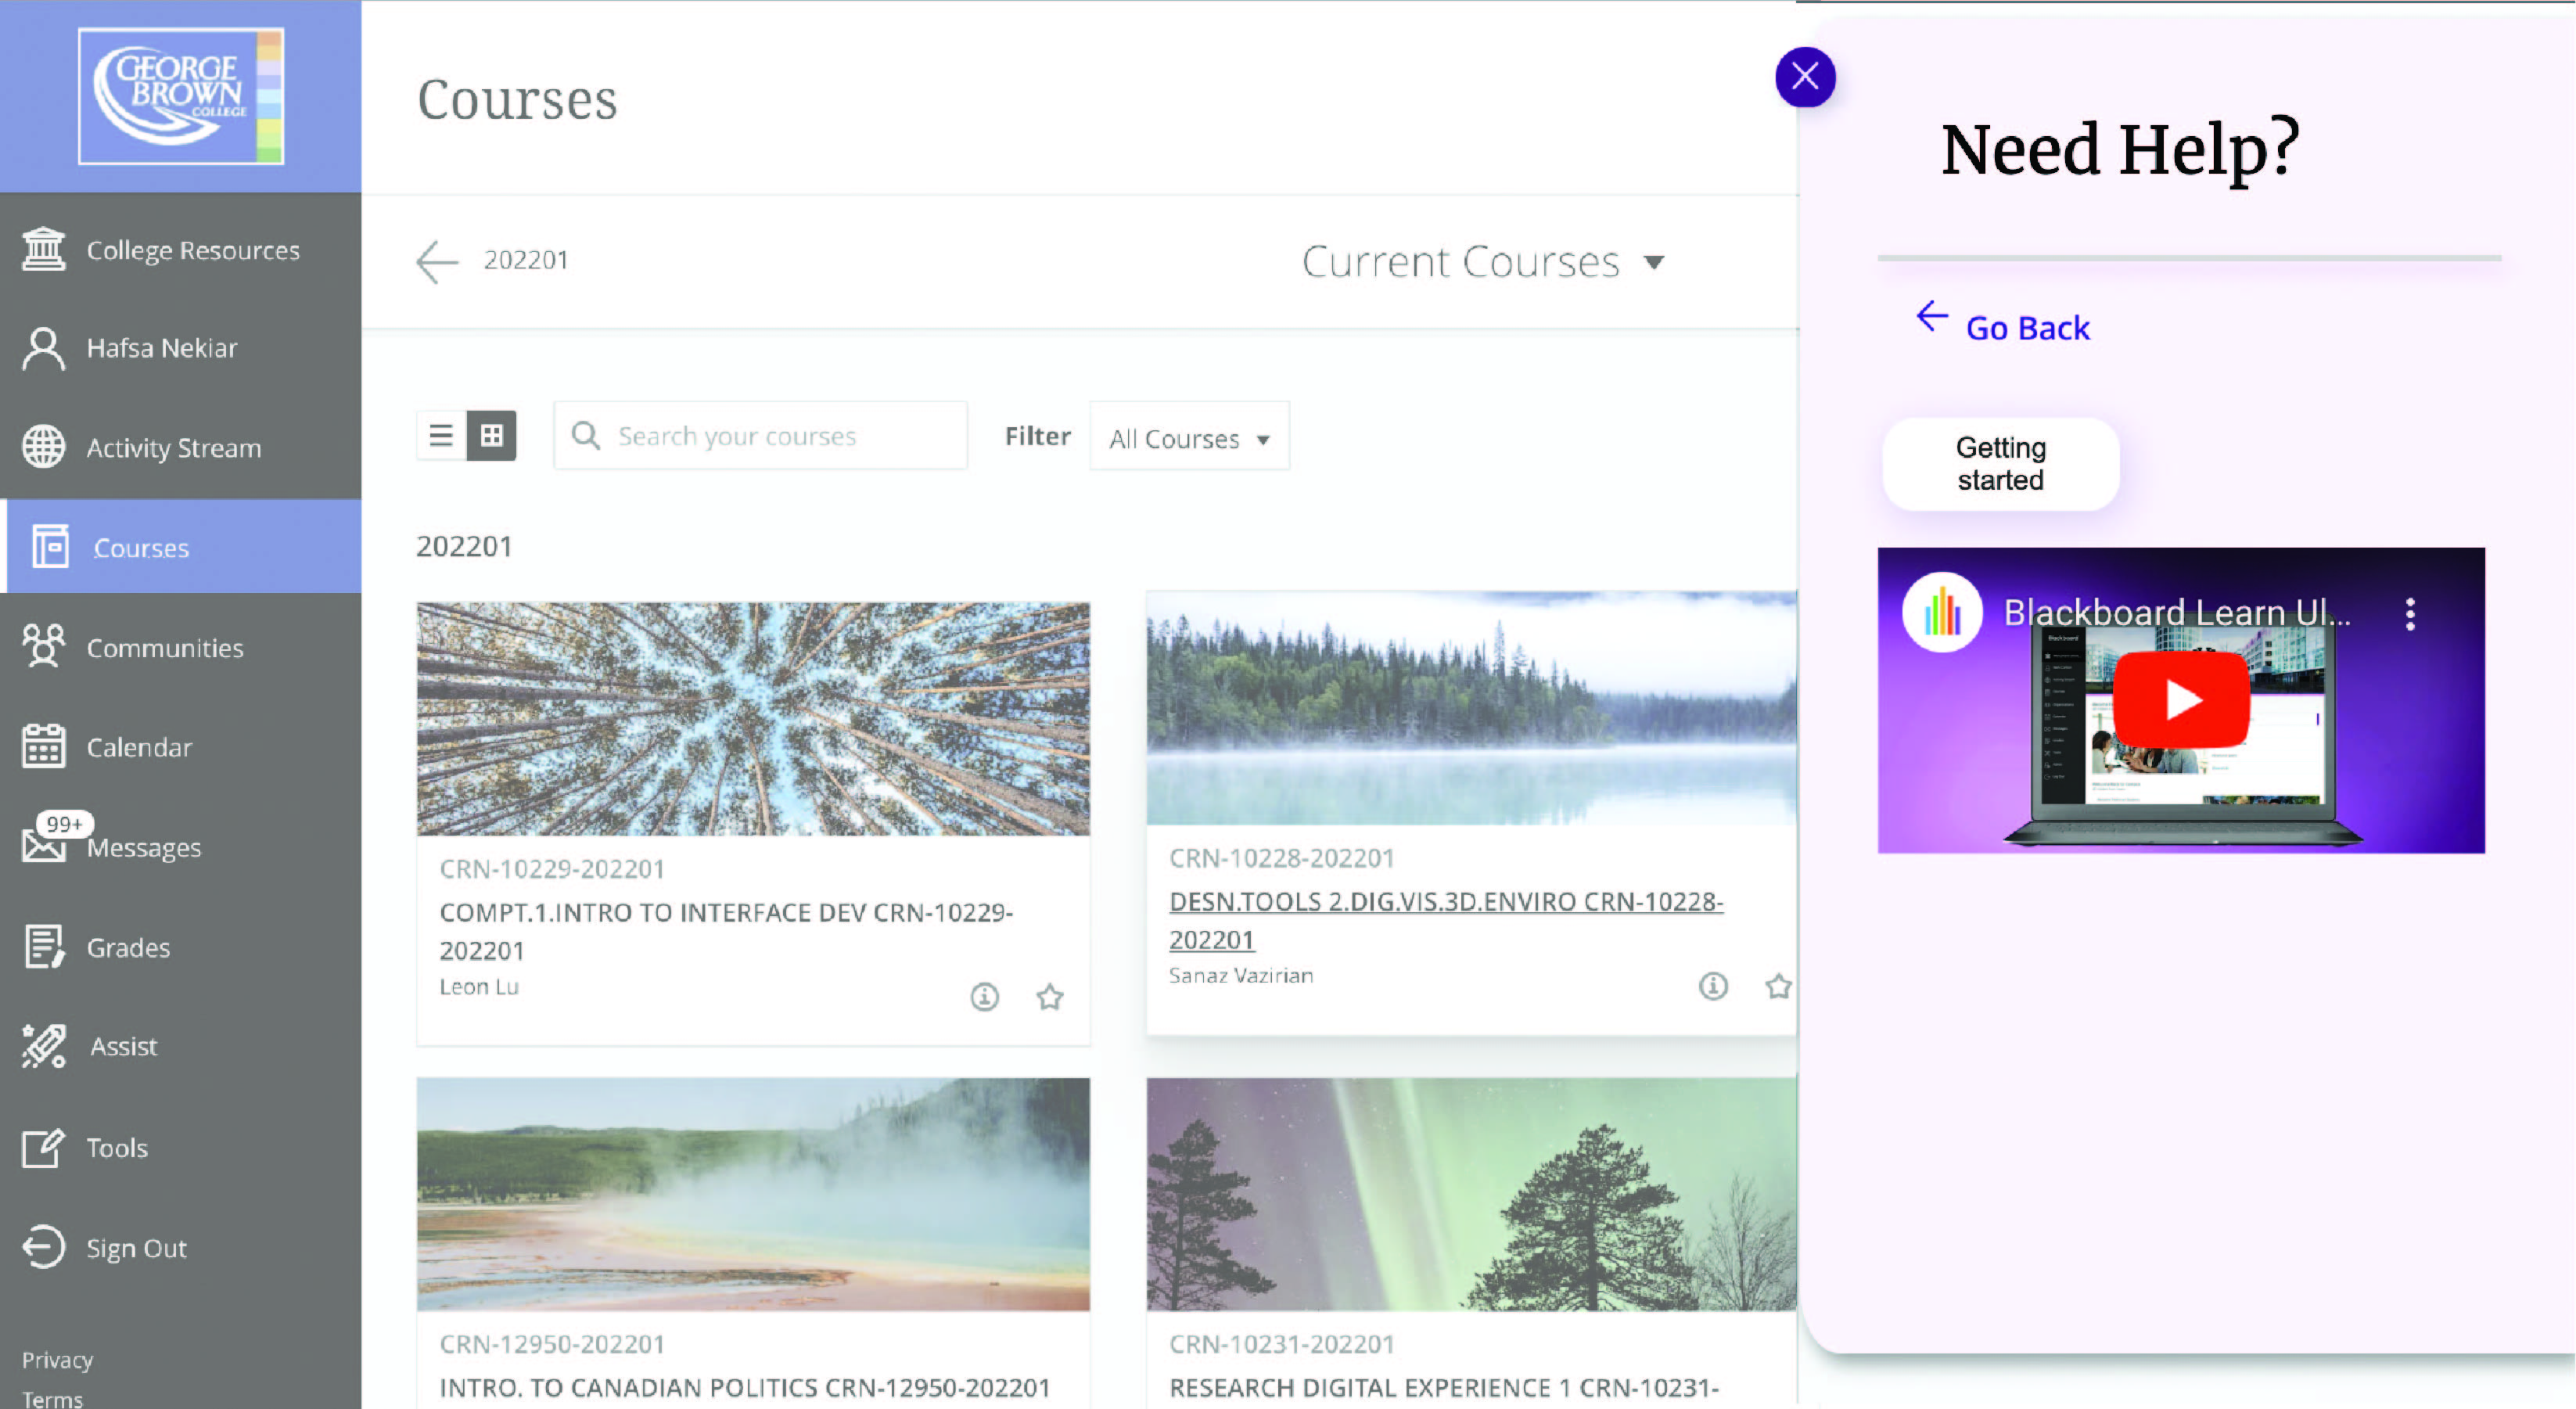 GEORGE
BROWN
COLLEGE
College Resources
Hafsa Nekiar
Activity Stream
Courses
Communities
Calendar
99+
Messages
Grades
Assist
Tools
Sign Out
Privacy
Terms
Courses
202201
Current Courses
Search your courses
Filter
All Courses
202201
CRN-10229-202201
COMPT.1.INTRO TO INTERFACE DEV CRN-10229-
202201
Leon Lu
CRN-10228-202201
DESN.TOOLS 2.DIG.VIS.3D.ENVIRO CRN-10228-
202201
Sanaz Vazirian
CRN-12950-202201
INTRO. TO CANADIAN POLITICS CRN-12950-202201
CRN-10231-202201
RESEARCH DIGITAL EXPERIENCE 1 CRN-10231-
Need Help?
Go Back
Getting
started
Blackboard Learn Ul...
Blackboard